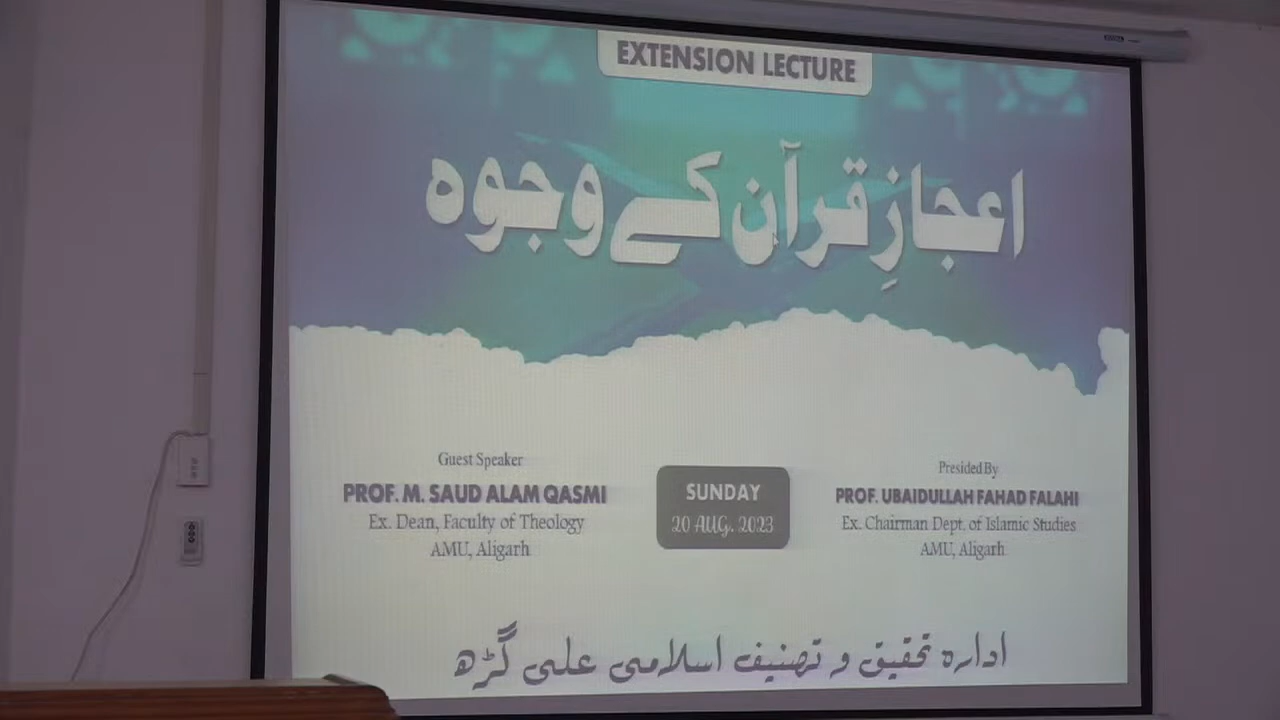 EXTENSION LECTURE
اعجازِ قرآن کے وجوہ
Guest Speaker
PROF. M. SAUD ALAM QASMI
Ex. Dean, Faculty of Theology
AMU, Aligarh
SUNDAY
20 AUG. 2023
Presided By
PROF. UBAIDULLAH FAHAD FALAHI
Ex. Chairman Dept. of Islamic Studies
AMU, Aligarh
ادارہ تحقیق و تصنیف اسلامی علی گڑھ